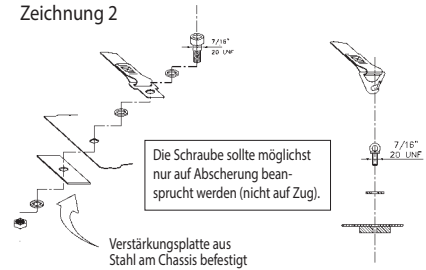 Zeichnung 2
7/16"
20 UNF
Die Schraube sollte möglichst
nur auf Abscherung bean-
sprucht werden (nicht auf Zug).
7/16"
20 UNF
Verstärkungsplatte aus
Stahl am Chassis befestigt